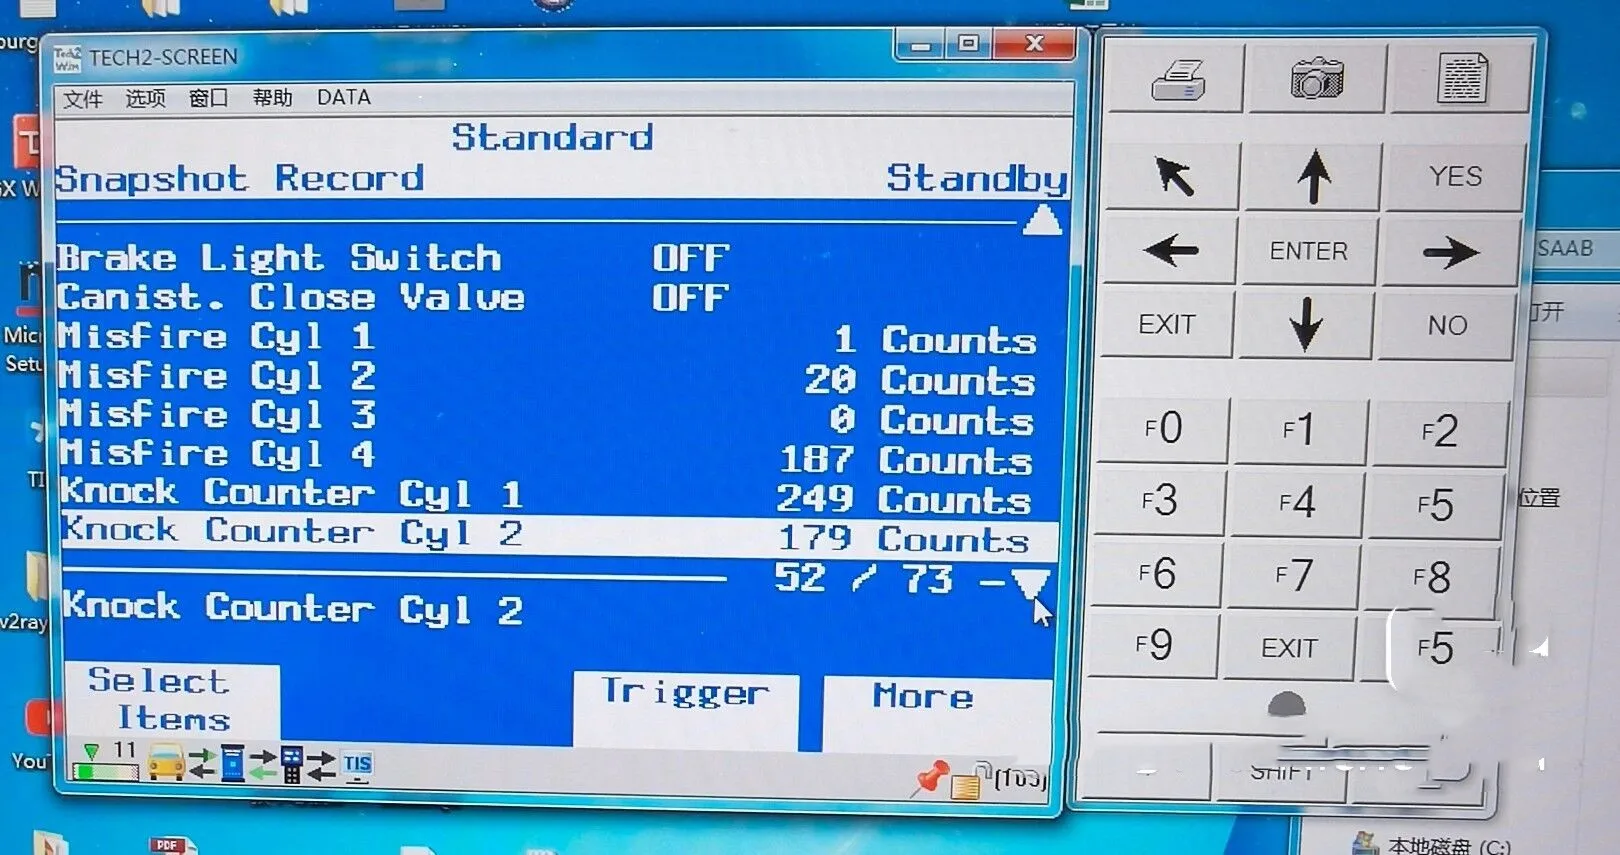 TECH2-SCREEN
文件 选项 窗口 帮助 DATA
Standard
Snapshot Record Standby
Brake Light Switch OFF
Canist. Close Valve OFF
Misfire Cyl 1 1 Counts
Misfire Cyl 2 20 Counts
Misfire Cyl 3 0 Counts
Misfire Cyl 4 187 Counts
Knock Counter Cyl 1 249 Counts
Knock Counter Cyl 2 179 Counts
52 / 73
Knock Counter Cyl 2
Select Items
Trigger
More
11
TIS
YES
ENTER
EXIT NO
F0 F1 F2
F3 F4 F5
F6 F7 F8
F9 EXIT F5
SAAB
位置
本地磁盘 (C:)
v2ray
PDF